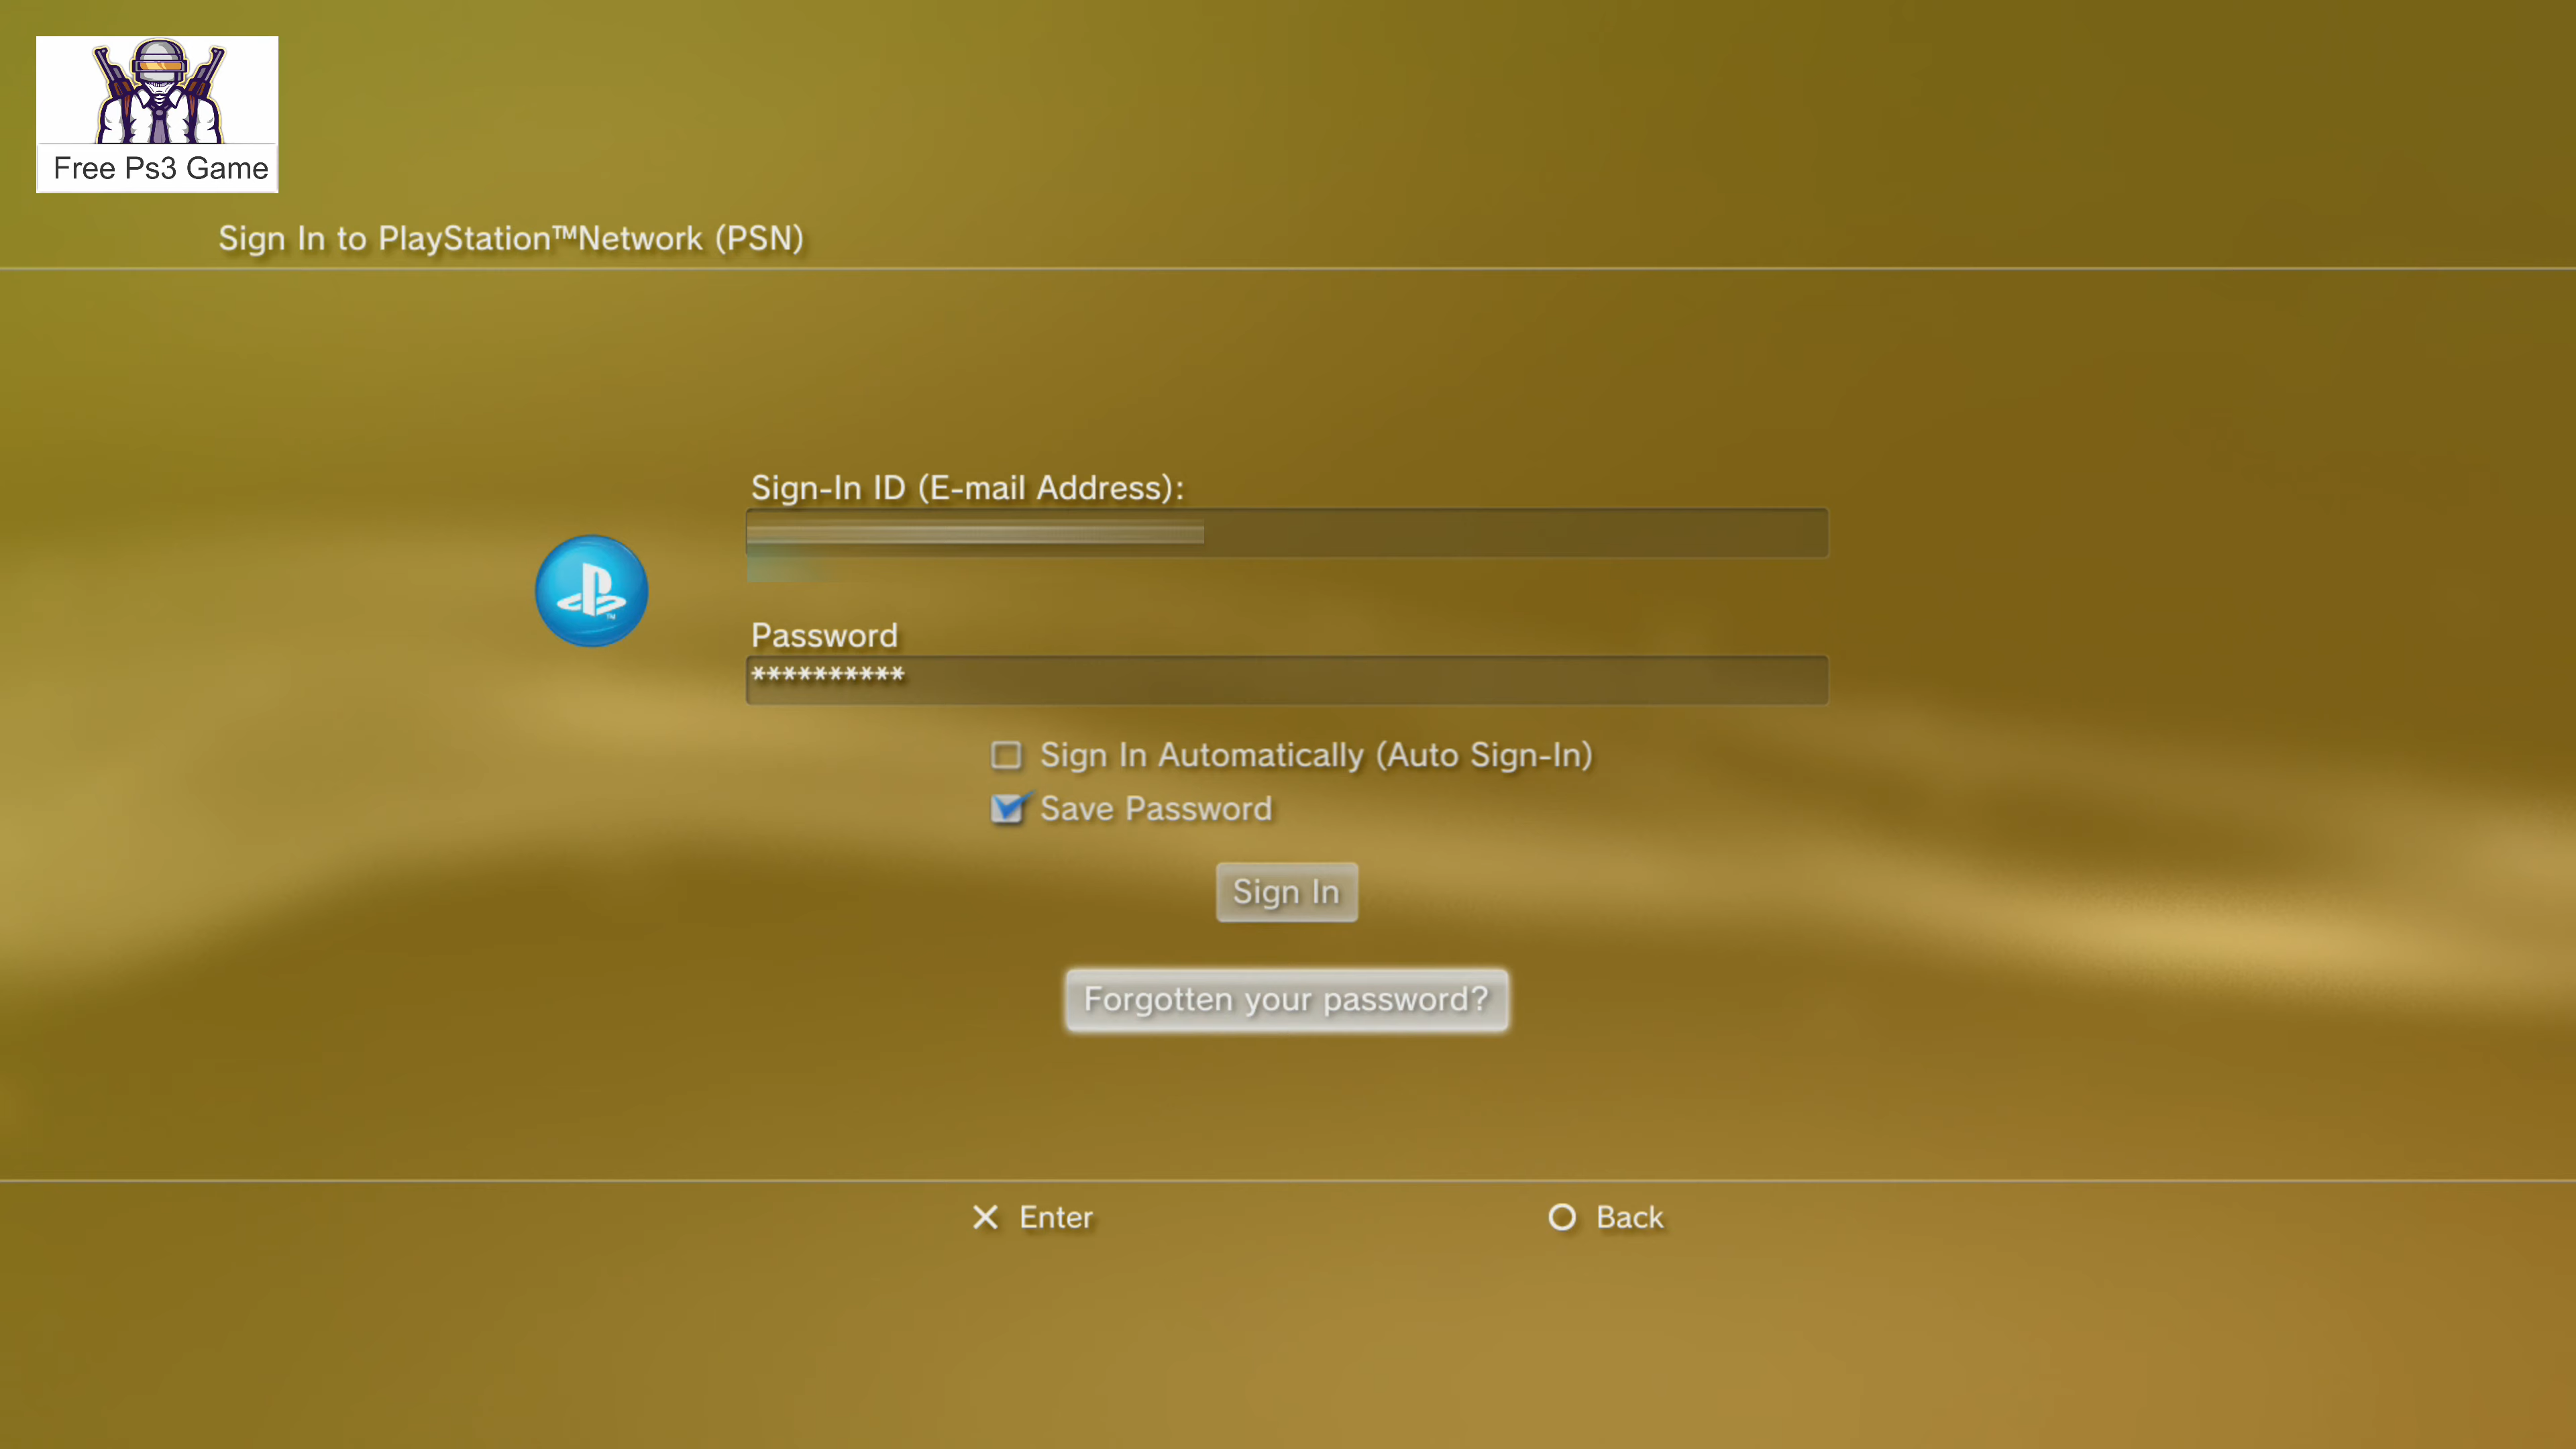 Free Ps3 Game
Sign In to PlayStation™Network (PSN)
Sign-In ID (E-mail Address):
Password
**********
Sign In Automatically (Auto Sign-In)
Save Password
Sign In
Forgotten your password?
Enter
Back